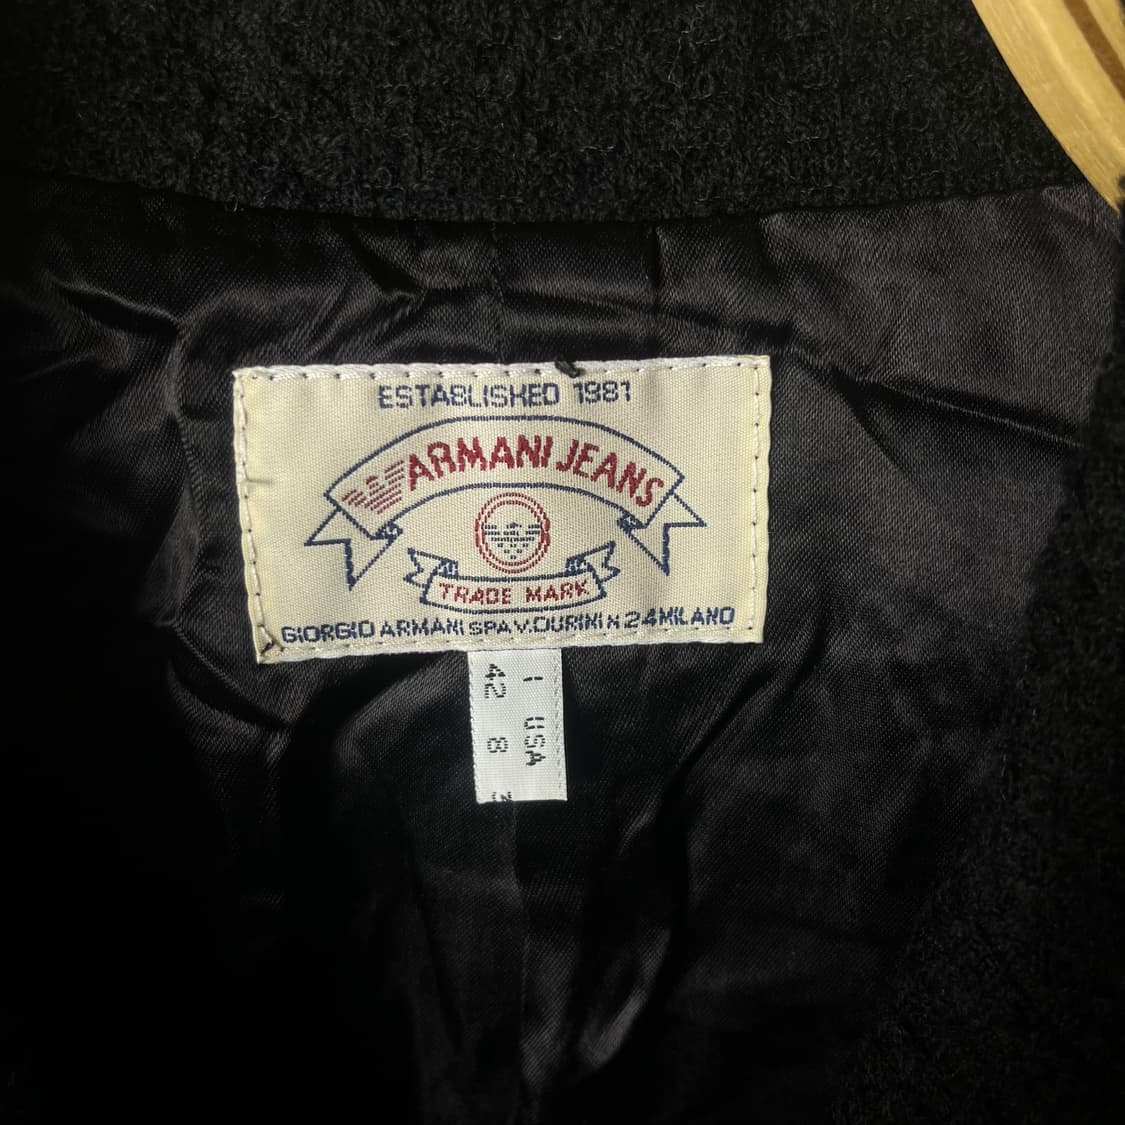 ESTABLISHED 1981
ARMANI JEANS
TRADE MARK
GIORGIO ARMANI SPA V. DURINI N 24 MILANO
I USA
42 8